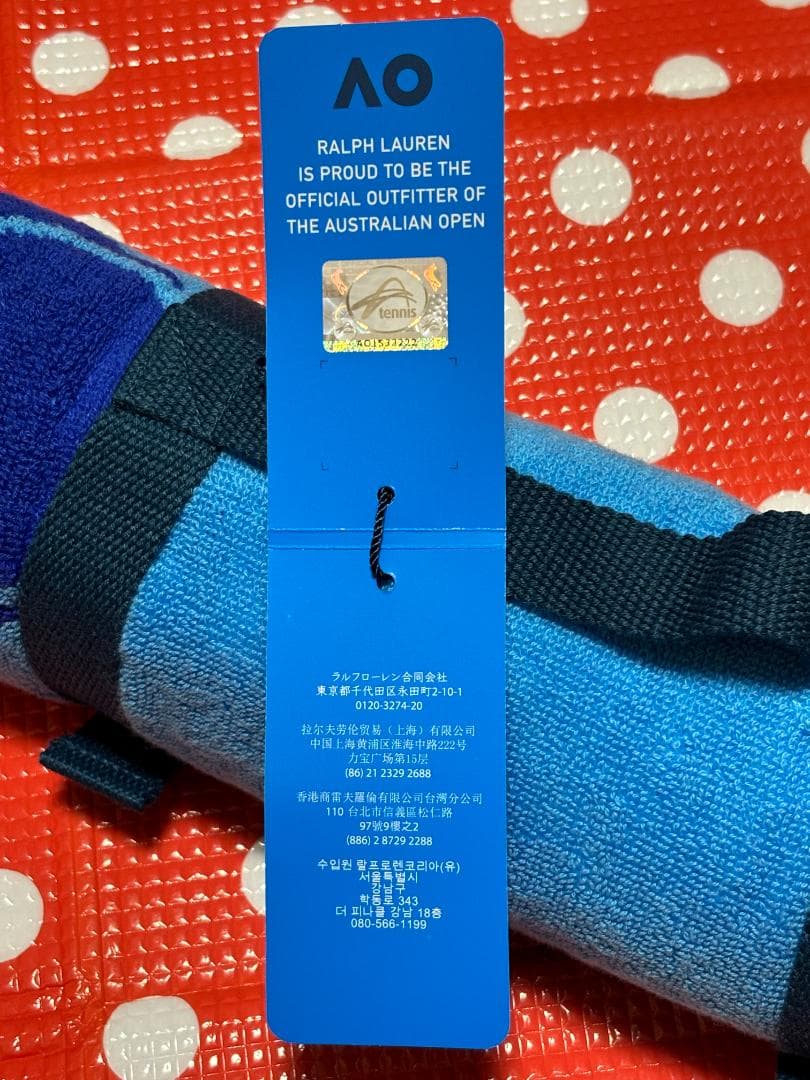 AO
RALPH LAUREN
IS PROUD TO BE THE
OFFICIAL OUTFITTER OF
THE AUSTRALIAN OPEN
tennis
ラルフローレン合同会社
東京都千代田区永田町2-10-1
0120-3274-20
拉尔夫劳伦贸易(上海)有限公司
中国上海黄浦区淮海中路222号
力宝广场第15层
(86) 21 2329 2688
香港商雷夫羅倫有限公司台灣分公司
110 台北市信義區松仁路
97號9樓之2
(886) 2 8729 2288
수입원 랄프로렌코리아(유)
서울특별시
강남구
학동로 343
더 피나클 강남 18층
080-566-1199